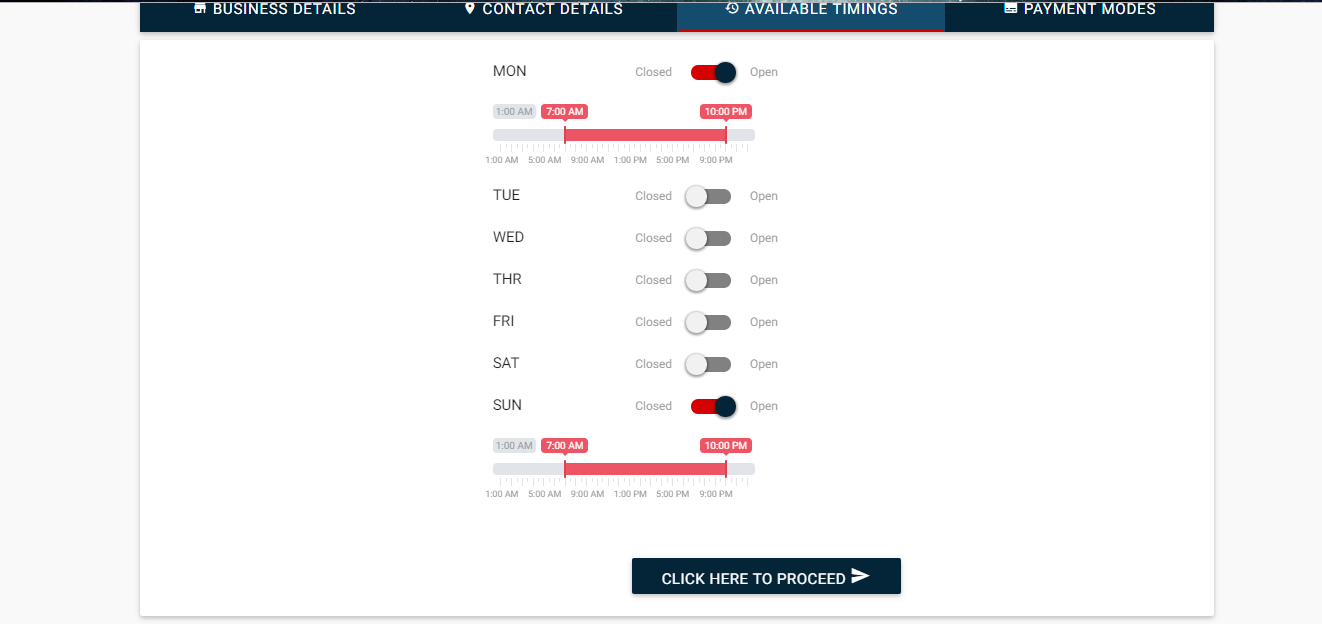 BUSINESS DETAILS CONTACT DETAILS AVAILABLE TIMINGS PAYMENT MODES
MON Closed Open
1:00 AM 7:00 AM 10:00 PM
1:00 AM 5:00 AM 9:00 AM 1:00 PM 5:00 PM 9:00 PM
TUE Closed Open
WED Closed Open
THR Closed Open
FRI Closed Open
SAT Closed Open
SUN Closed Open
1:00 AM 7:00 AM 10:00 PM
1:00 AM 5:00 AM 9:00 AM 1:00 PM 5:00 PM 9:00 PM
CLICK HERE TO PROCEED